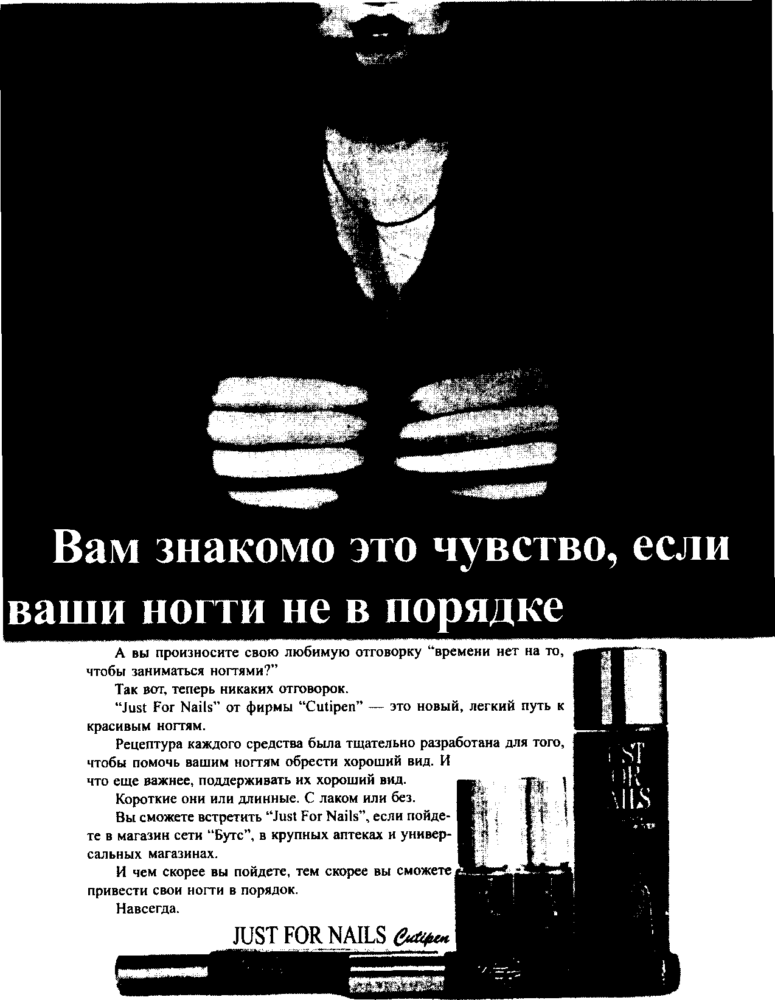 Вам знакомо это чувство, если
ваши ногти не в порядке
А вы произносите свою любимую отговорку “времени нет на то,
чтобы заниматься ногтями?”
Так вот, теперь никаких отговорок.
“Just For Nails” от фирмы “Cutipen” — это новый, легкий путь к
красивым ногтям.
Рецептура каждого средства была тщательно разработана для того,
чтобы помочь вашим ногтям обрести хороший вид. И
что еще важнее, поддерживать их хороший вид.
Короткие они или длинные. С лаком или без.
Вы сможете встретить “Just For Nails”, если пойде-
те в магазин сети “Бутс”, в крупных аптеках и универ-
сальных магазинах.
И чем скорее вы пойдете, тем скорее вы сможете
привести свои ногти в порядок.
Навсегда.
JUST FOR NAILS Cutipen